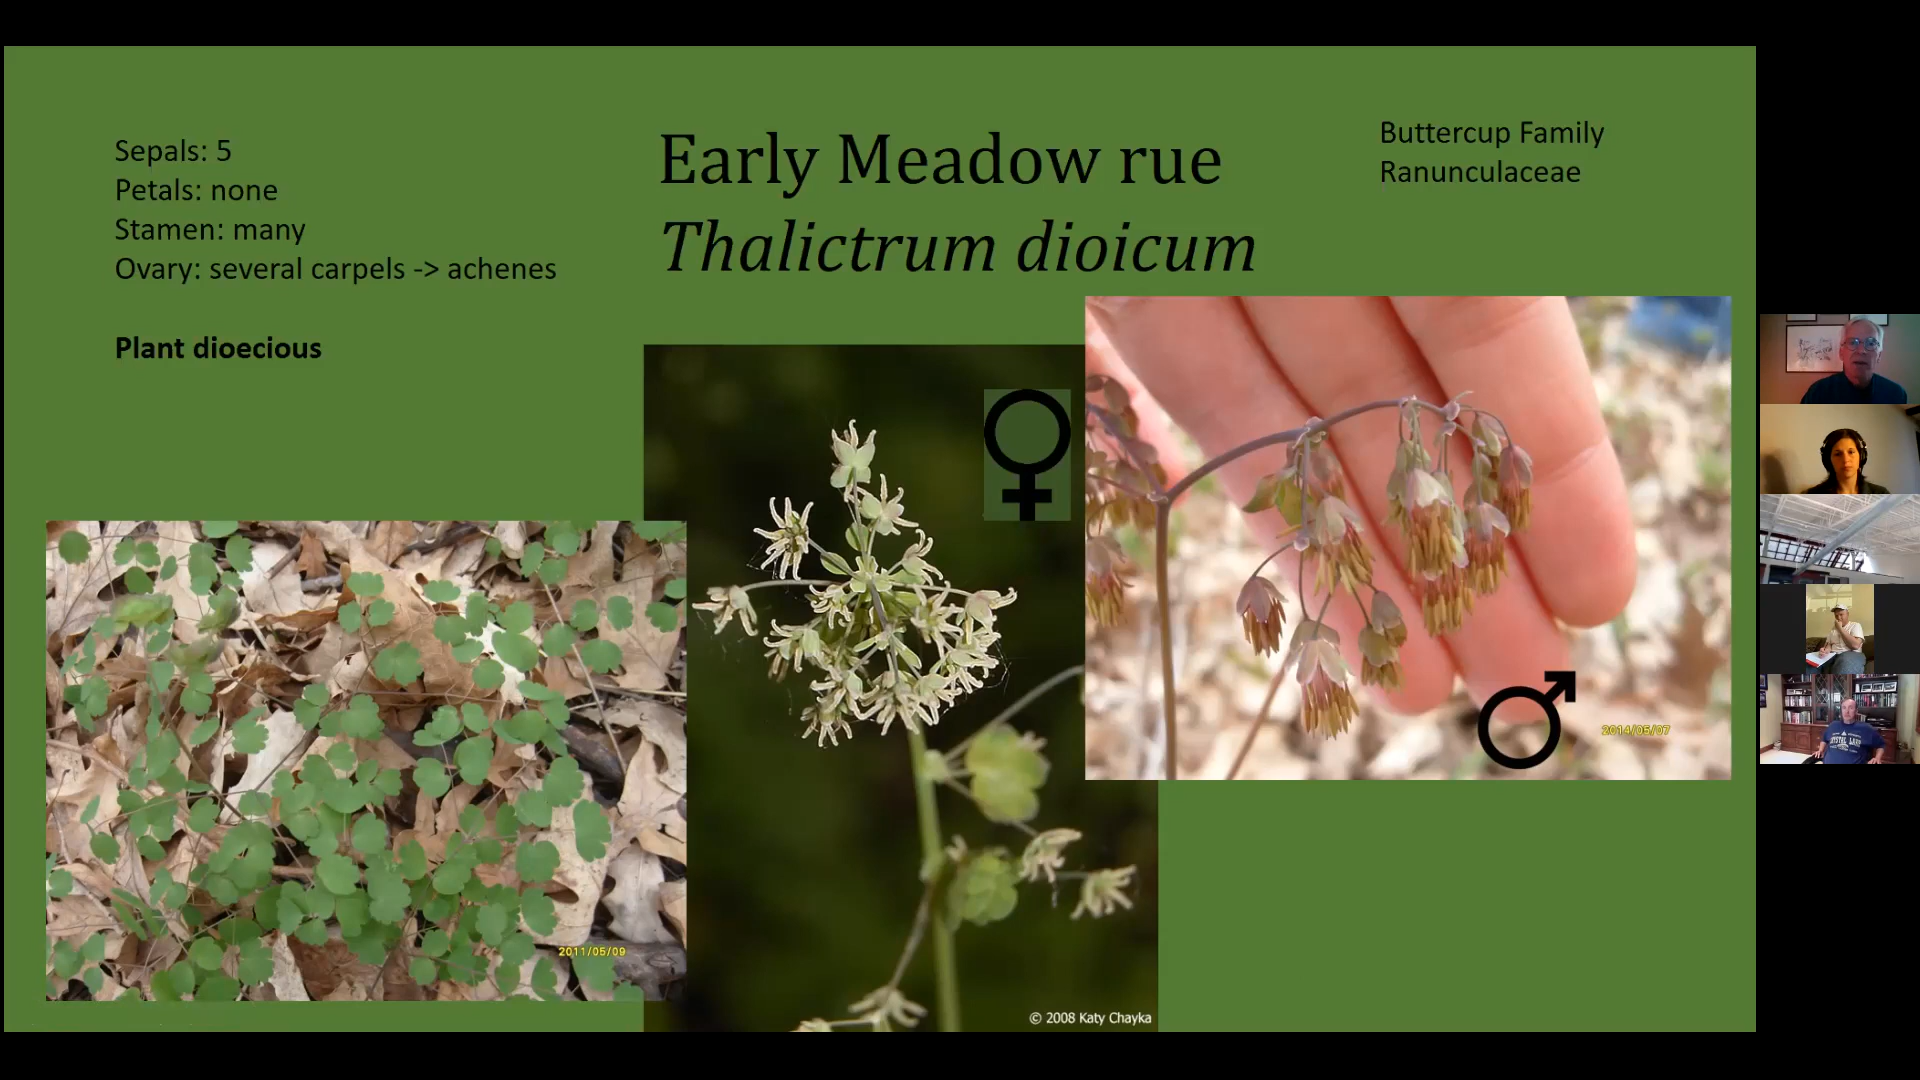 Sepals: 5
Petals: none
Stamen: many
Ovary: several carpels -> achenes
Plant dioecious
Early Meadow rue
Thalictrum dioicum
Buttercup Family
Ranunculaceae
2014/05/07
2011/05/09
© 2008 Katy Chayka